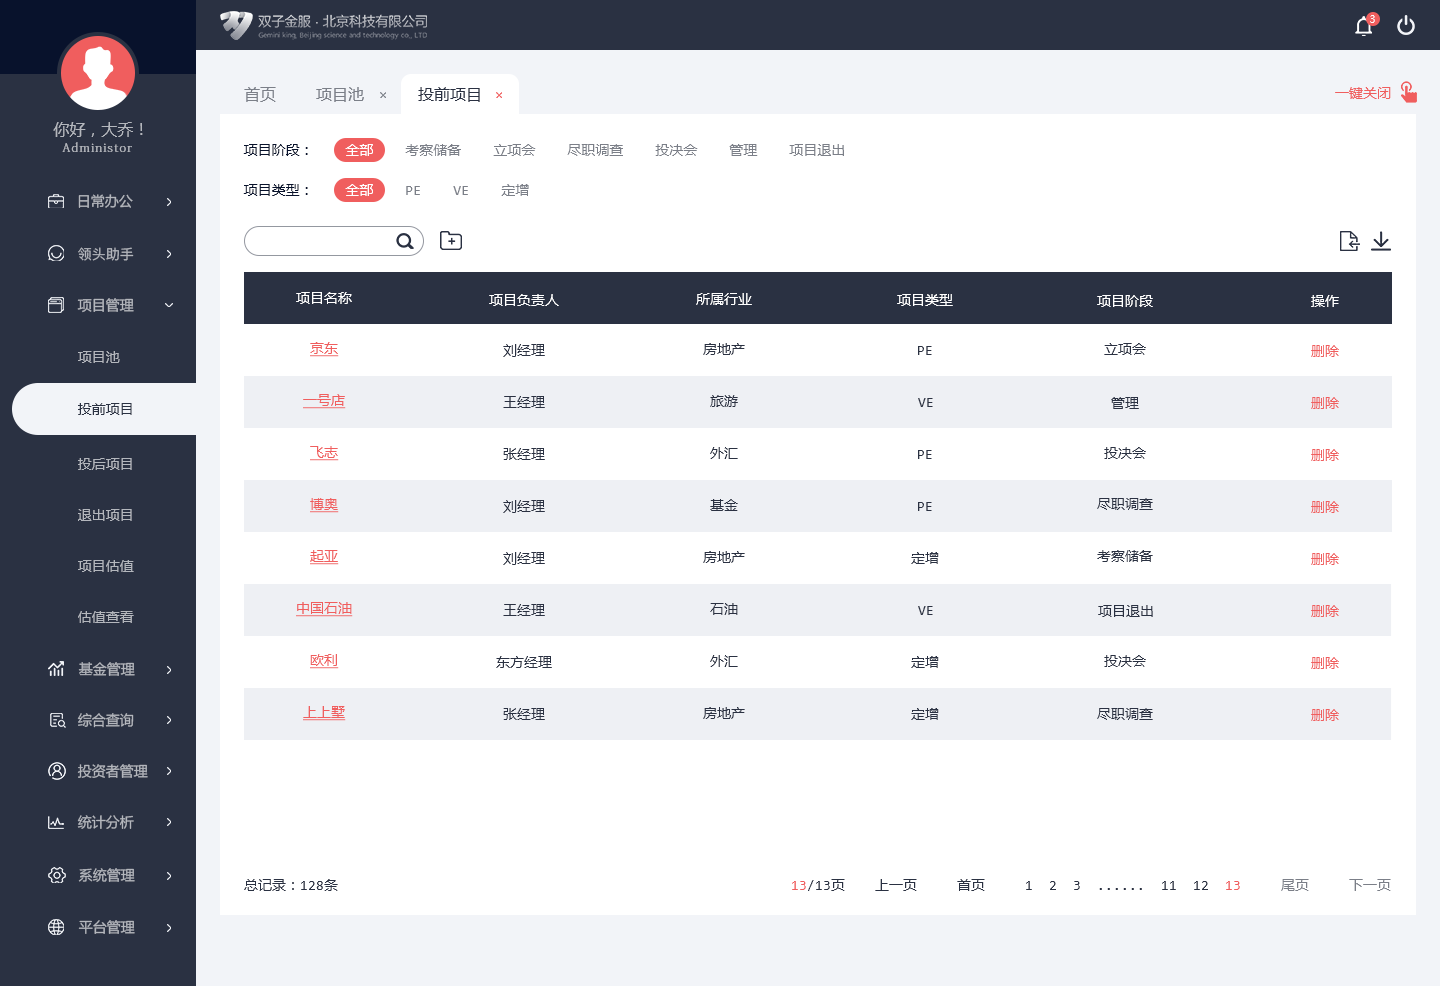 双子金服 · 北京科技有限公司
Gemini king, Beijing science and technology co., LTD
3
你好，大乔！
Administor
日常办公
领头助手
项目管理
项目池
投前项目
投后项目
退出项目
项目估值
估值查看
基金管理
综合查询
投资者管理
统计分析
系统管理
平台管理
首页 项目池 × 投前项目 ×
一键关闭
项目阶段： 全部 考察储备 立项会 尽职调查 投决会 管理 项目退出
项目类型： 全部 PE VE 定增
项目名称 项目负责人 所属行业 项目类型 项目阶段 操作
京东 刘经理 房地产 PE 立项会 删除
一号店 王经理 旅游 VE 管理 删除
飞志 张经理 外汇 PE 投决会 删除
博奥 刘经理 基金 PE 尽职调查 删除
起亚 刘经理 房地产 定增 考察储备 删除
中国石油 王经理 石油 VE 项目退出 删除
欧利 东方经理 外汇 定增 投决会 删除
上上墅 张经理 房地产 定增 尽职调查 删除
总记录：128条 13/13页 上一页 首页 1 2 3 ...... 11 12 13 尾页 下一页